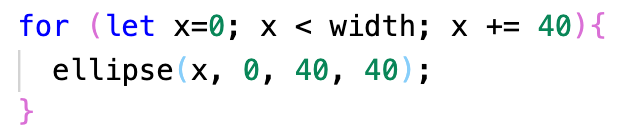 for (let x=0; x < width; x += 40){
  ellipse(x, 0, 40, 40);
}